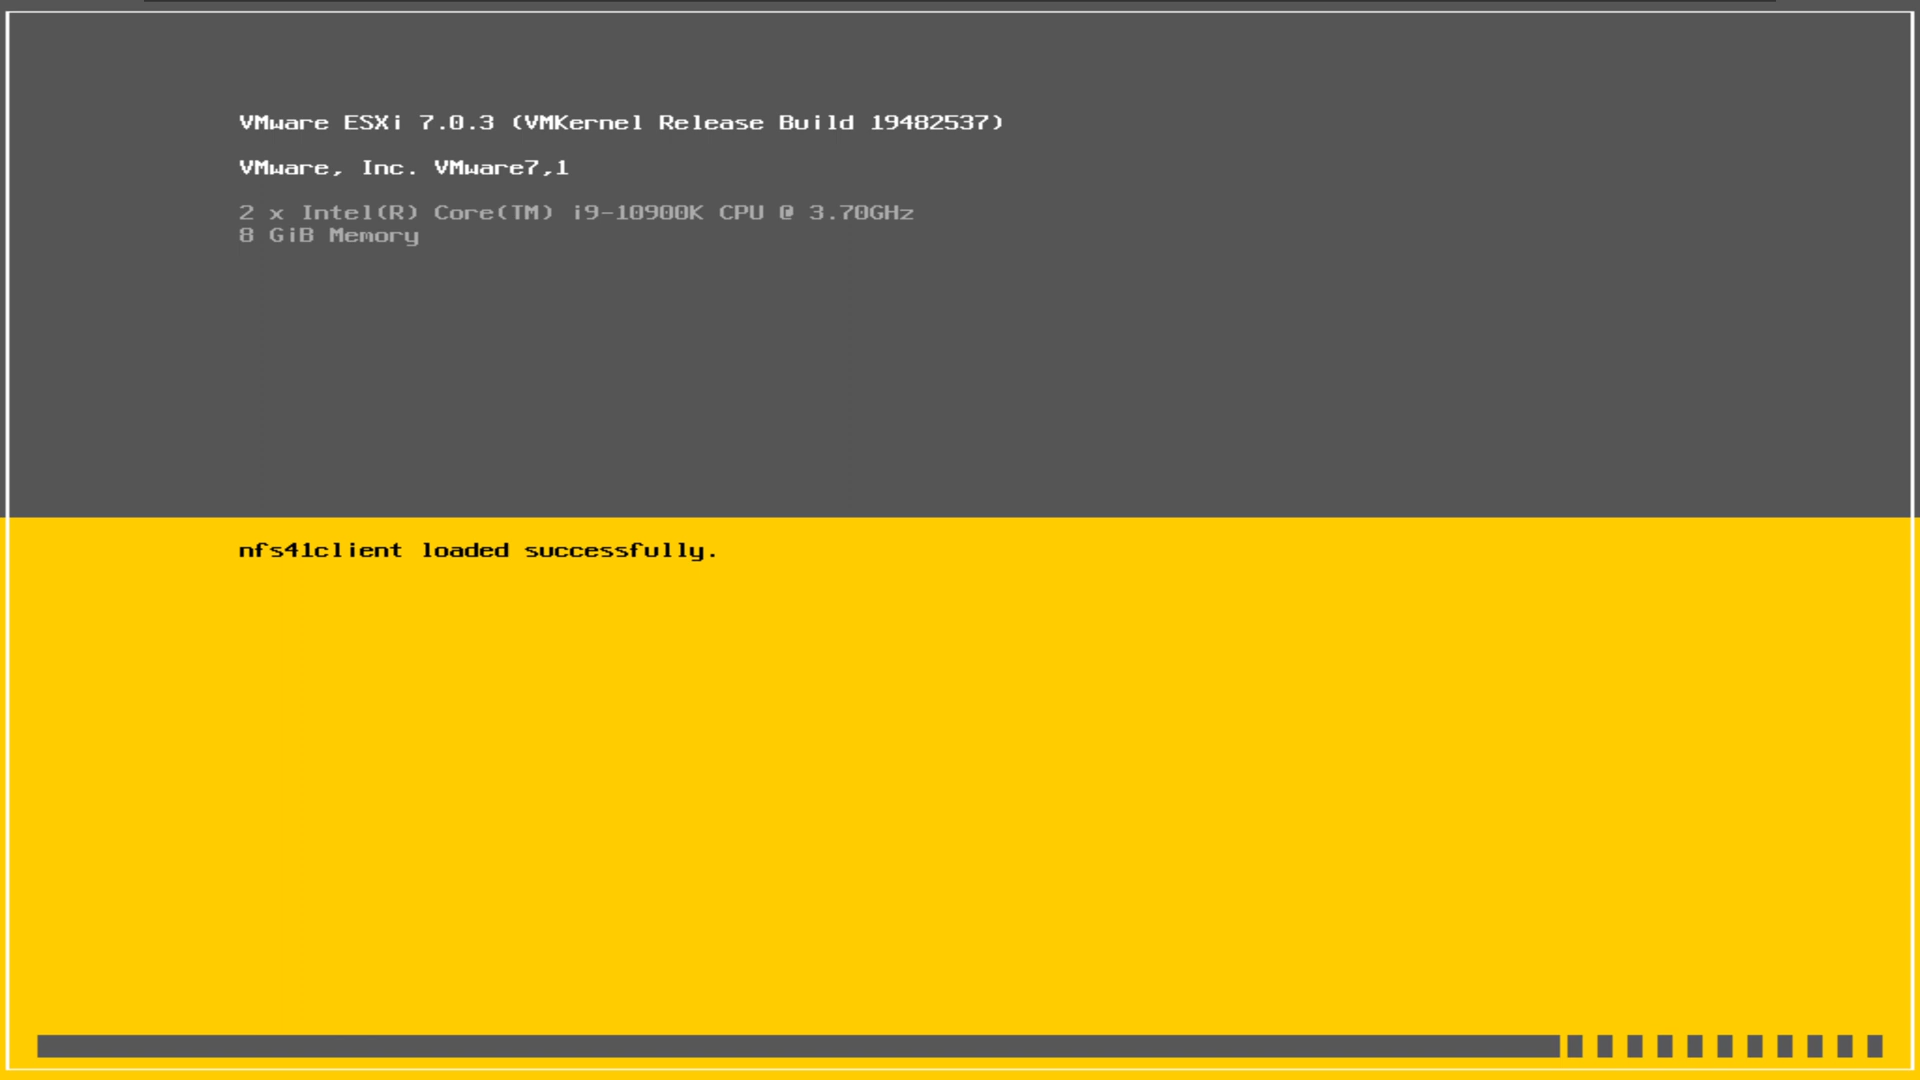 VMware ESXi 7.0.3 (VMKernel Release Build 19482537)
VMware, Inc. VMware7,1
2 x Intel(R) Core(TM) i9-10900K CPU @ 3.70GHz
8 GiB Memory
nfs41client loaded successfully.